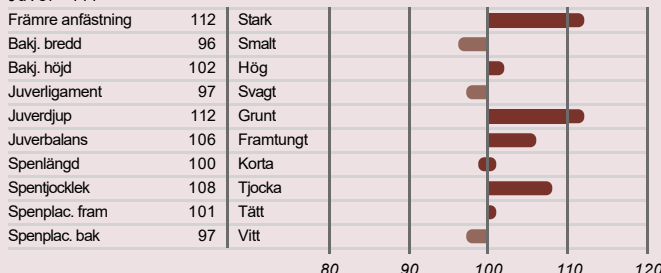 Främre anfästning 112 Stark
Bakj. bredd 96 Smalt
Bakj. höjd 102 Hög
Juverligament 97 Svagt
Juverdjup 112 Grunt
Juverbalans 106 Framtungt
Spenlängd 100 Korta
Spentjocklek 108 Tjocka
Spenplac. fram 101 Tätt
Spenplac. bak 97 Vitt
80 90 100 110 120